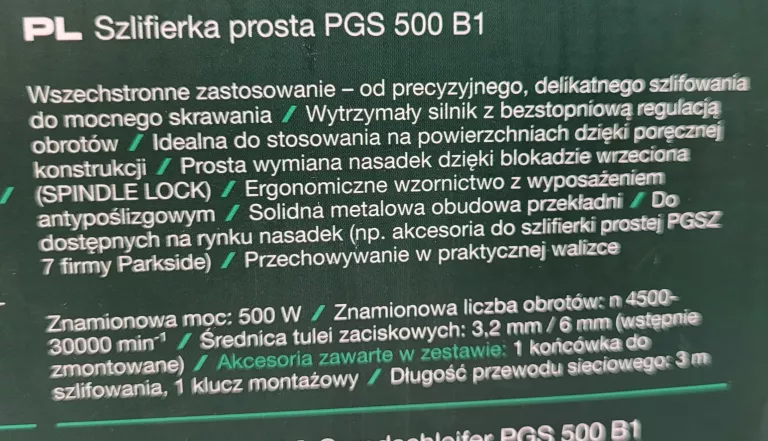 PL Szlifierka prosta PGS 500 B1
Wszechstronne zastosowanie – od precyzyjnego, delikatnego szlifowania
do mocnego skrawania / Wytrzymały silnik z bezstopniową regulacją
obrotów / Idealna do stosowania na powierzchniach dzięki poręcznej
konstrukcji / Prosta wymiana nasadek dzięki blokadzie wrzeciona
/ (SPINDLE LOCK) / Ergonomiczne wzornictwo z wyposażeniem
antypoślizgowym / Solidna metalowa obudowa przekładni / Do
dostępnych na rynku nasadek (np. akcesoria do szlifierki prostej PGSZ
7 firmy Parkside) / Przechowywanie w praktycznej walizce
Znamionowa moc: 500 W / Znamionowa liczba obrotów: n 4500-
30000 min⁻¹ / Średnica tulei zaciskowych: 3,2 mm / 6 mm (wstępnie
zmontowane) / Akcesoria zawarte w zestawie: 1 końcówka do
szlifowania, 1 klucz montażowy / Długość przewodu sieciowego: 3 m
PGS 500 B1